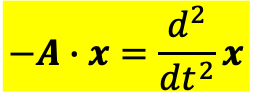 −A · x = d²/dt² x